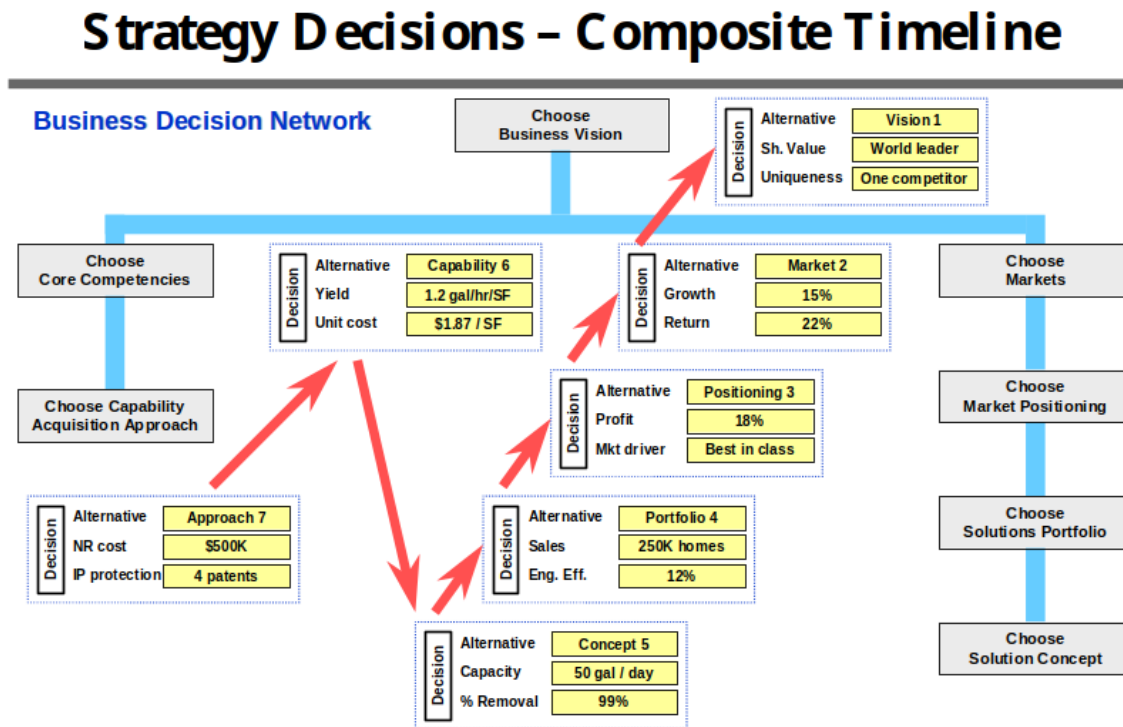 Strategy Decisions – Composite Timeline
Business Decision Network
Choose
Business Vision
Decision
Alternative
Vision 1
Sh. Value
World leader
Uniqueness
One competitor
Choose
Core Competencies
Decision
Alternative
Capability 6
Yield
1.2 gal/hr/SF
Unit cost
$1.87 / SF
Decision
Alternative
Market 2
Growth
15%
Return
22%
Choose
Markets
Choose Capability
Acquisition Approach
Decision
Alternative
Positioning 3
Profit
18%
Mkt driver
Best in class
Choose
Market Positioning
Decision
Alternative
Approach 7
NR cost
$500K
IP protection
4 patents
Decision
Alternative
Portfolio 4
Sales
250K homes
Eng. Eff.
12%
Choose
Solutions Portfolio
Decision
Alternative
Concept 5
Capacity
50 gal / day
% Removal
99%
Choose
Solution Concept